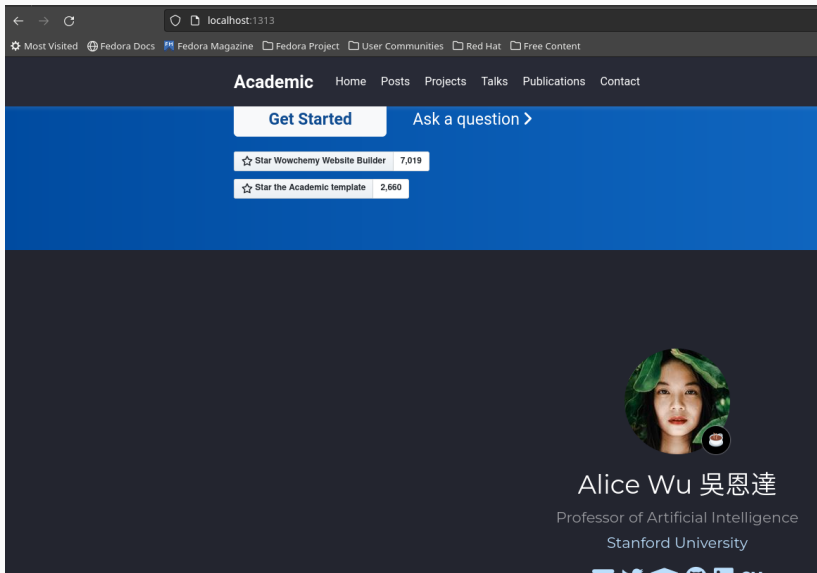 localhost:1313
Most Visited Fedora Docs Fedora Magazine Fedora Project User Communities Red Hat Free Content
Academic Home Posts Projects Talks Publications Contact
Get Started Ask a question
Star Wowchemy Website Builder 7,019
Star the Academic template 2,660
Alice Wu 吳恩達
Professor of Artificial Intelligence
Stanford University